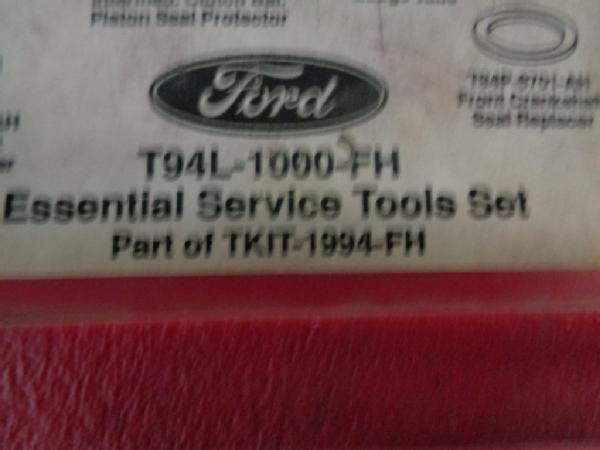 Piston Seal Protector
Front Crankshaft
Seal Replacer
Ford
T94L-1000-FH
Essential Service Tools Set
Part of TKIT-1994-FH